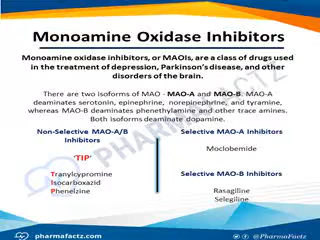 Monoamine Oxidase Inhibitors
Monoamine oxidase inhibitors, or MAOIs, are a class of drugs used
in the treatment of depression, Parkinson's disease, and other
disorders of the brain.
There are two isoforms of MAO - MAO-A and MAO-B. MAO-A
deaminates serotonin, epinephrine, norepinephrine, and tyramine,
whereas MAO-B deaminates phenethylamine and other trace amines.
Both isoforms deaminate dopamine.
Non-Selective MAO-A/B
Inhibitors
'TIP'
Tranylcypromine
Isocarboxazid
Phenelzine
Selective MAO-A Inhibitors
Moclobemide
Selective MAO-B Inhibitors
Rasagiline
Selegiline
PHARMAFACTZ
pharmafactz.com
@PharmaFactz